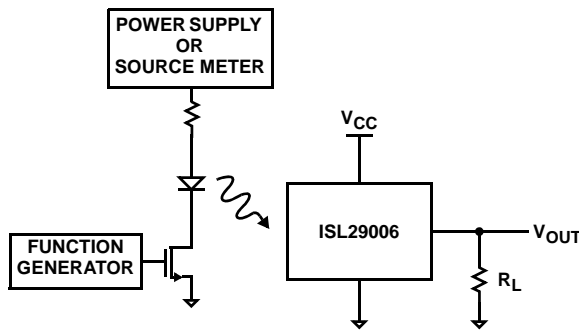 POWER SUPPLY
OR
SOURCE METER
VCC
ISL29006
VOUT
FUNCTION
GENERATOR
RL